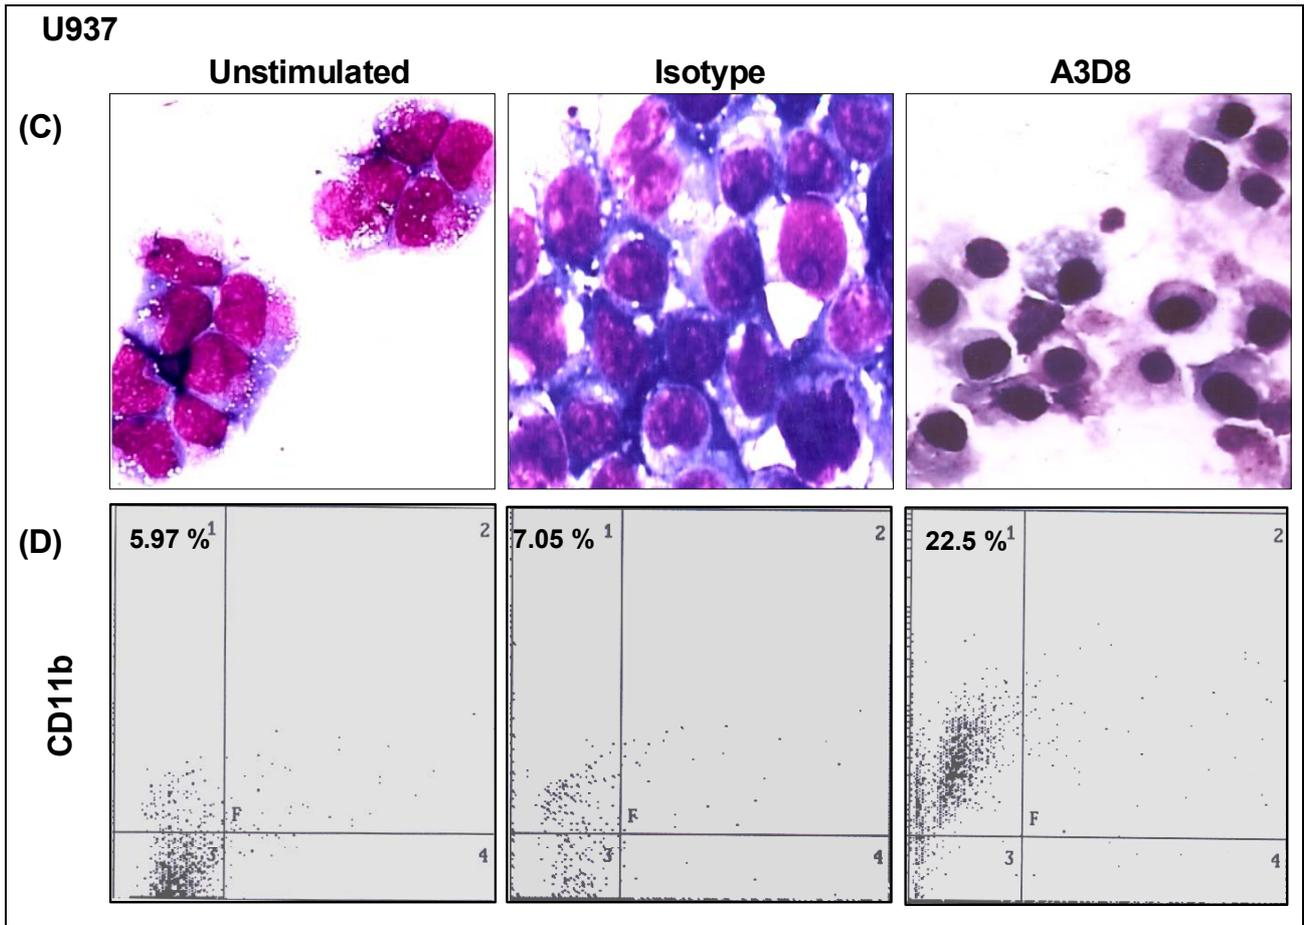 U937
Unstimulated Isotype A3D8
(C)
(D)
CD11b
5.97 % 1 2
F
3 4
7.05 % 1 2
F
3 4
22.5 % 1 2
F
3 4